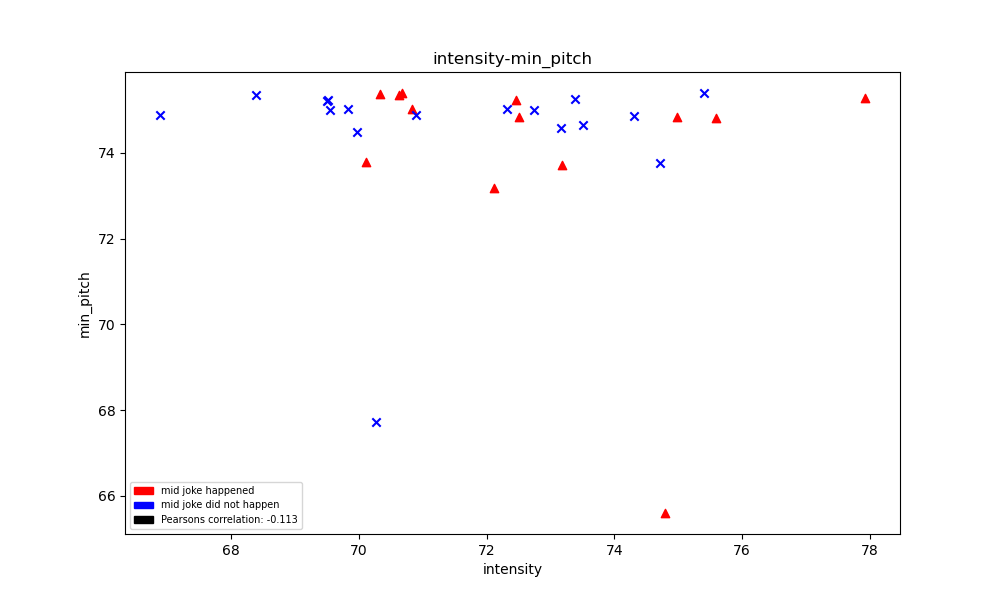 intensity-min_pitch
min_pitch
74
72
70
68
66
mid joke happened
mid joke did not happen
Pearsons correlation: -0.113
68 70 72 74 76 78
intensity